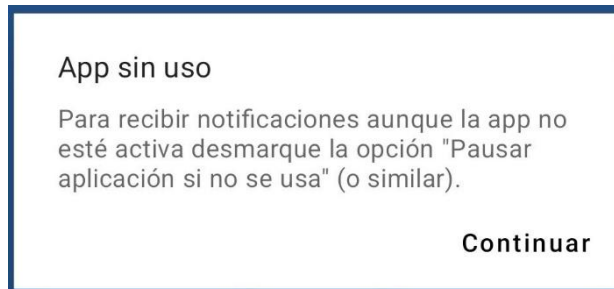 App sin uso
Para recibir notificaciones aunque la app no
esté activa desmarque la opción "Pausar
aplicación si no se usa" (o similar).
Continuar